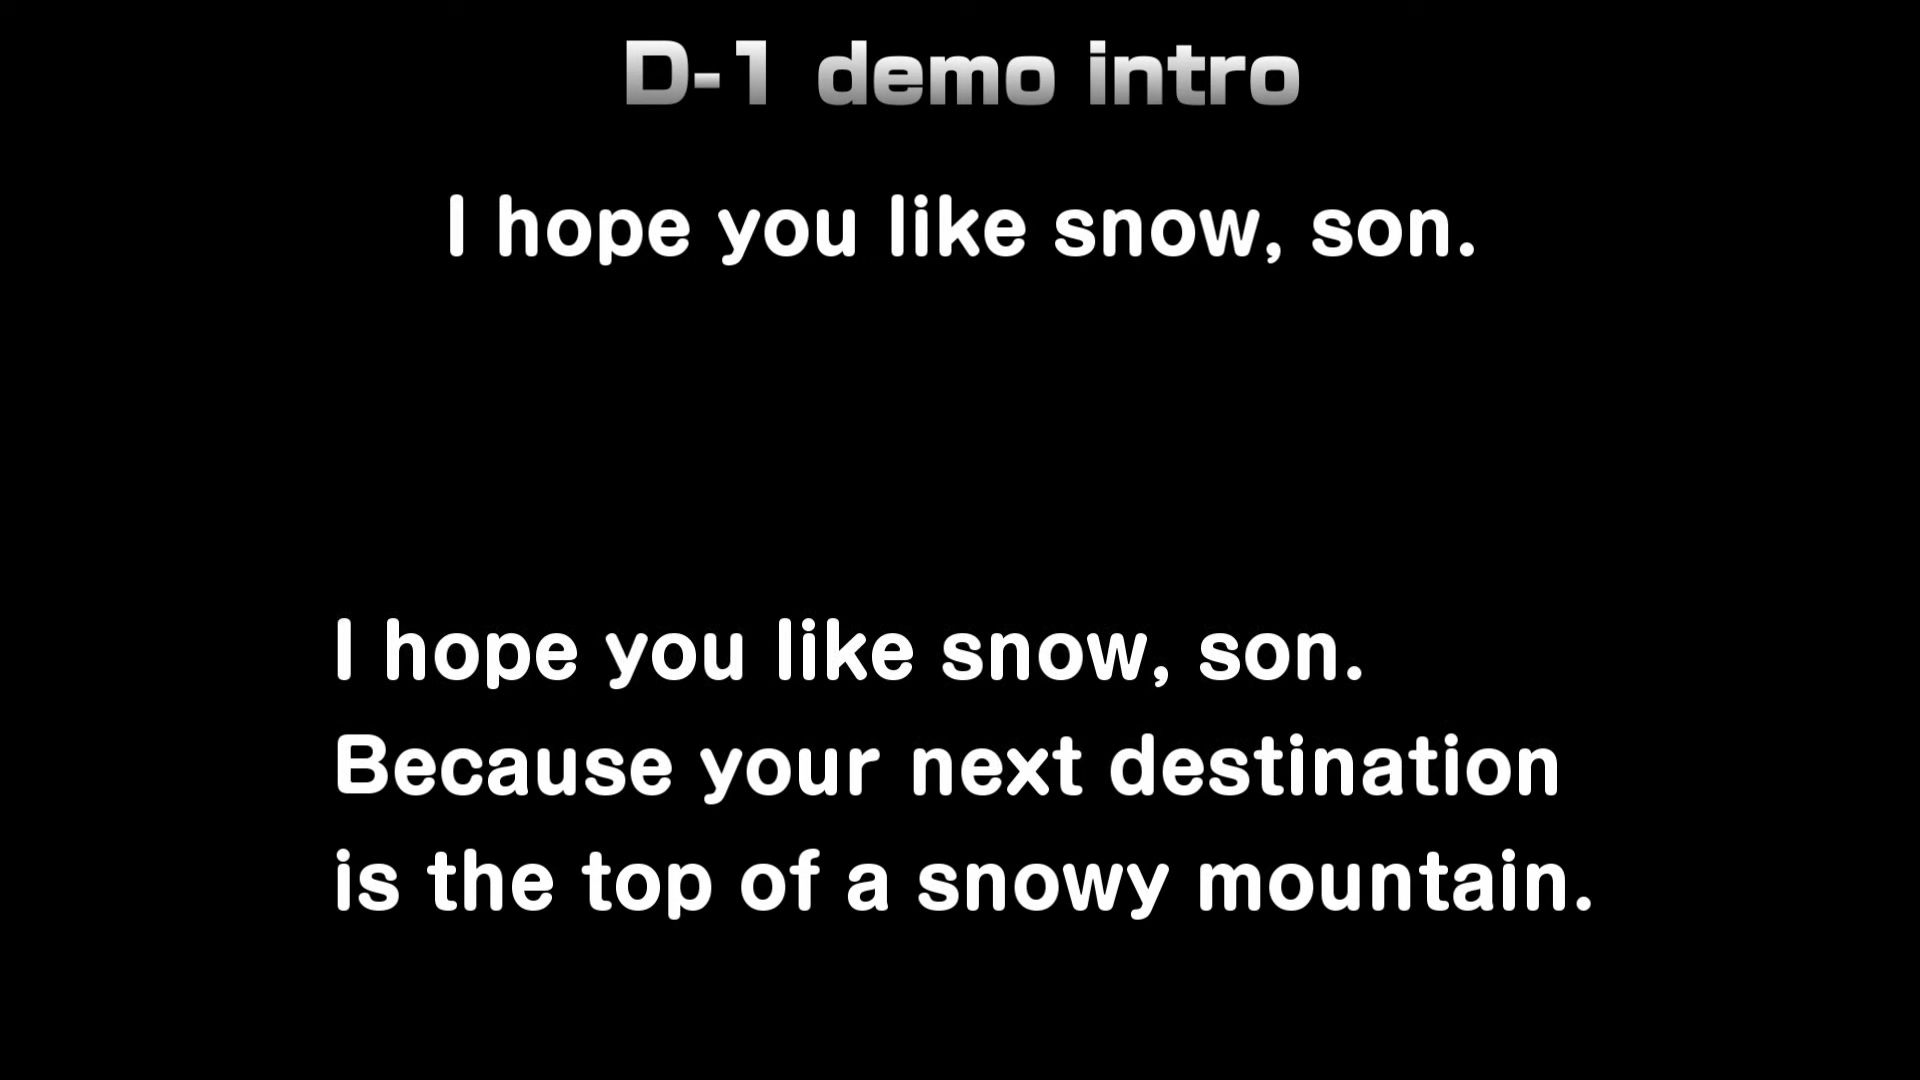 D-1 demo intro
I hope you like snow, son.
I hope you like snow, son.
Because your next destination
is the top of a snowy mountain.